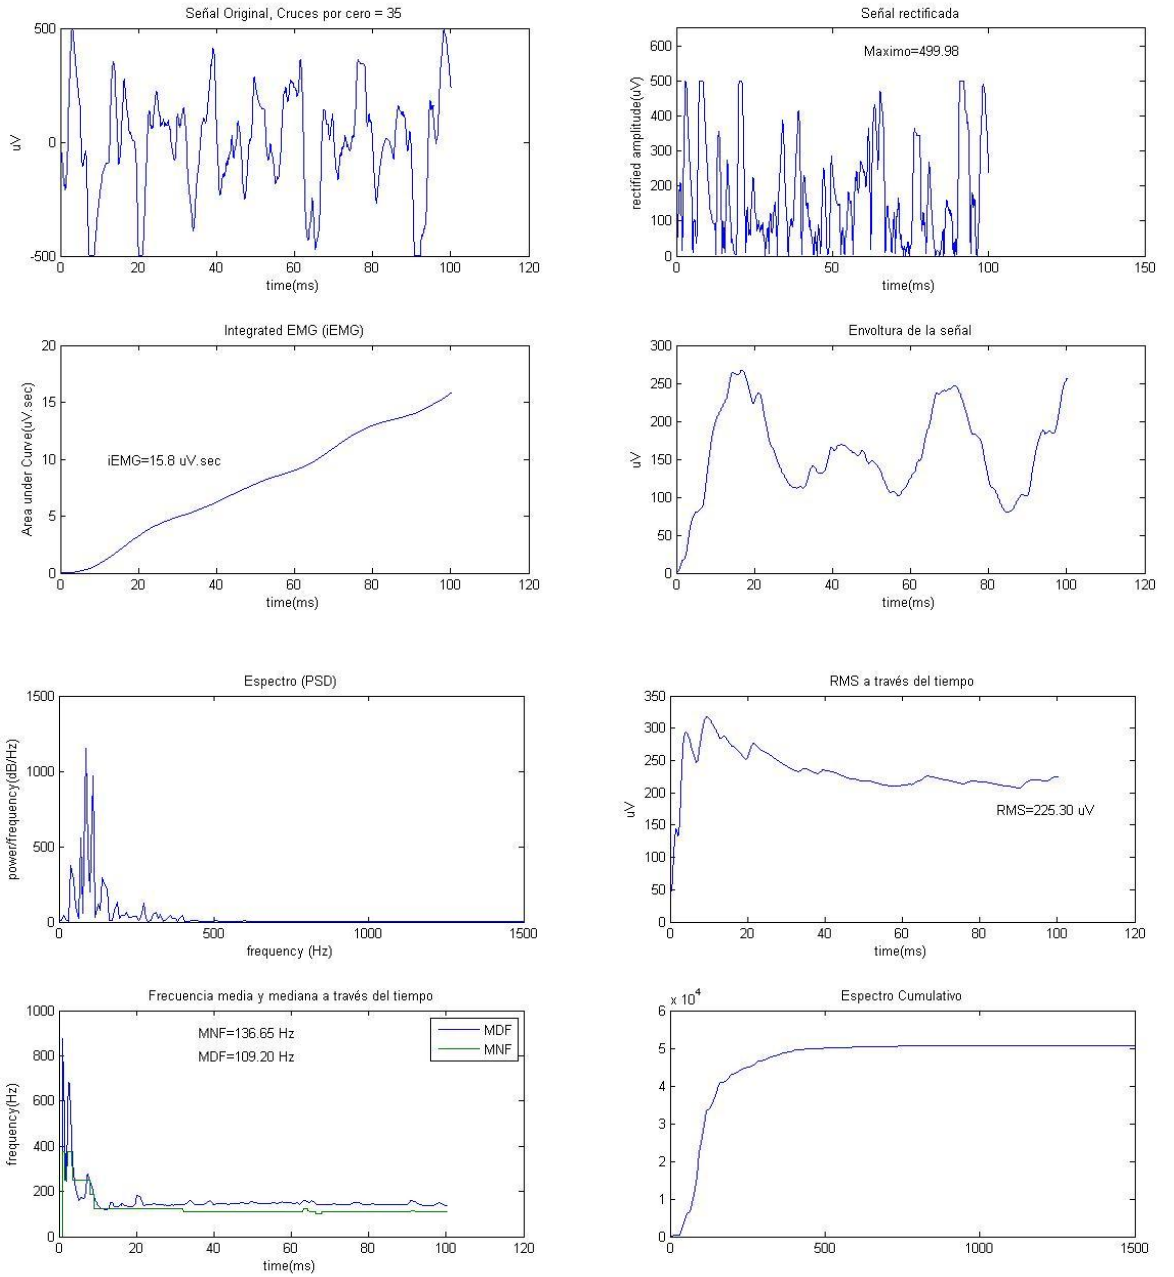 Señal Original, Cruces por cero = 35
500
0
-500
uV
0 20 40 60 80 100 120
time(ms)
Señal rectificada
Maximo=499.98
600
500
400
300
200
100
0
rectified amplitude(uV)
0 50 100 150
time(ms)
Integrated EMG (iEMG)
20
15
10
5
0
Area under Curve(uV.sec)
iEMG=15.8 uV.sec
0 20 40 60 80 100 120
time(ms)
Envoltura de la señal
300
250
200
150
100
50
0
uV
0 20 40 60 80 100 120
time(ms)
Espectro (PSD)
1500
1000
500
0
power/frequency(dB/Hz)
0 500 1000 1500
frequency (Hz)
RMS a través del tiempo
350
300
250
200
150
100
50
0
uV
RMS=225.30 uV
0 20 40 60 80 100 120
time(ms)
Frecuencia media y mediana a través del tiempo
1000
800
600
400
200
0
frequency(Hz)
MNF=136.65 Hz
MDF=109.20 Hz
MDF
MNF
0 20 40 60 80 100 120
time(ms)
Espectro Cumulativo
x 10^4
6
5
4
3
2
1
0
0 500 1000 1500